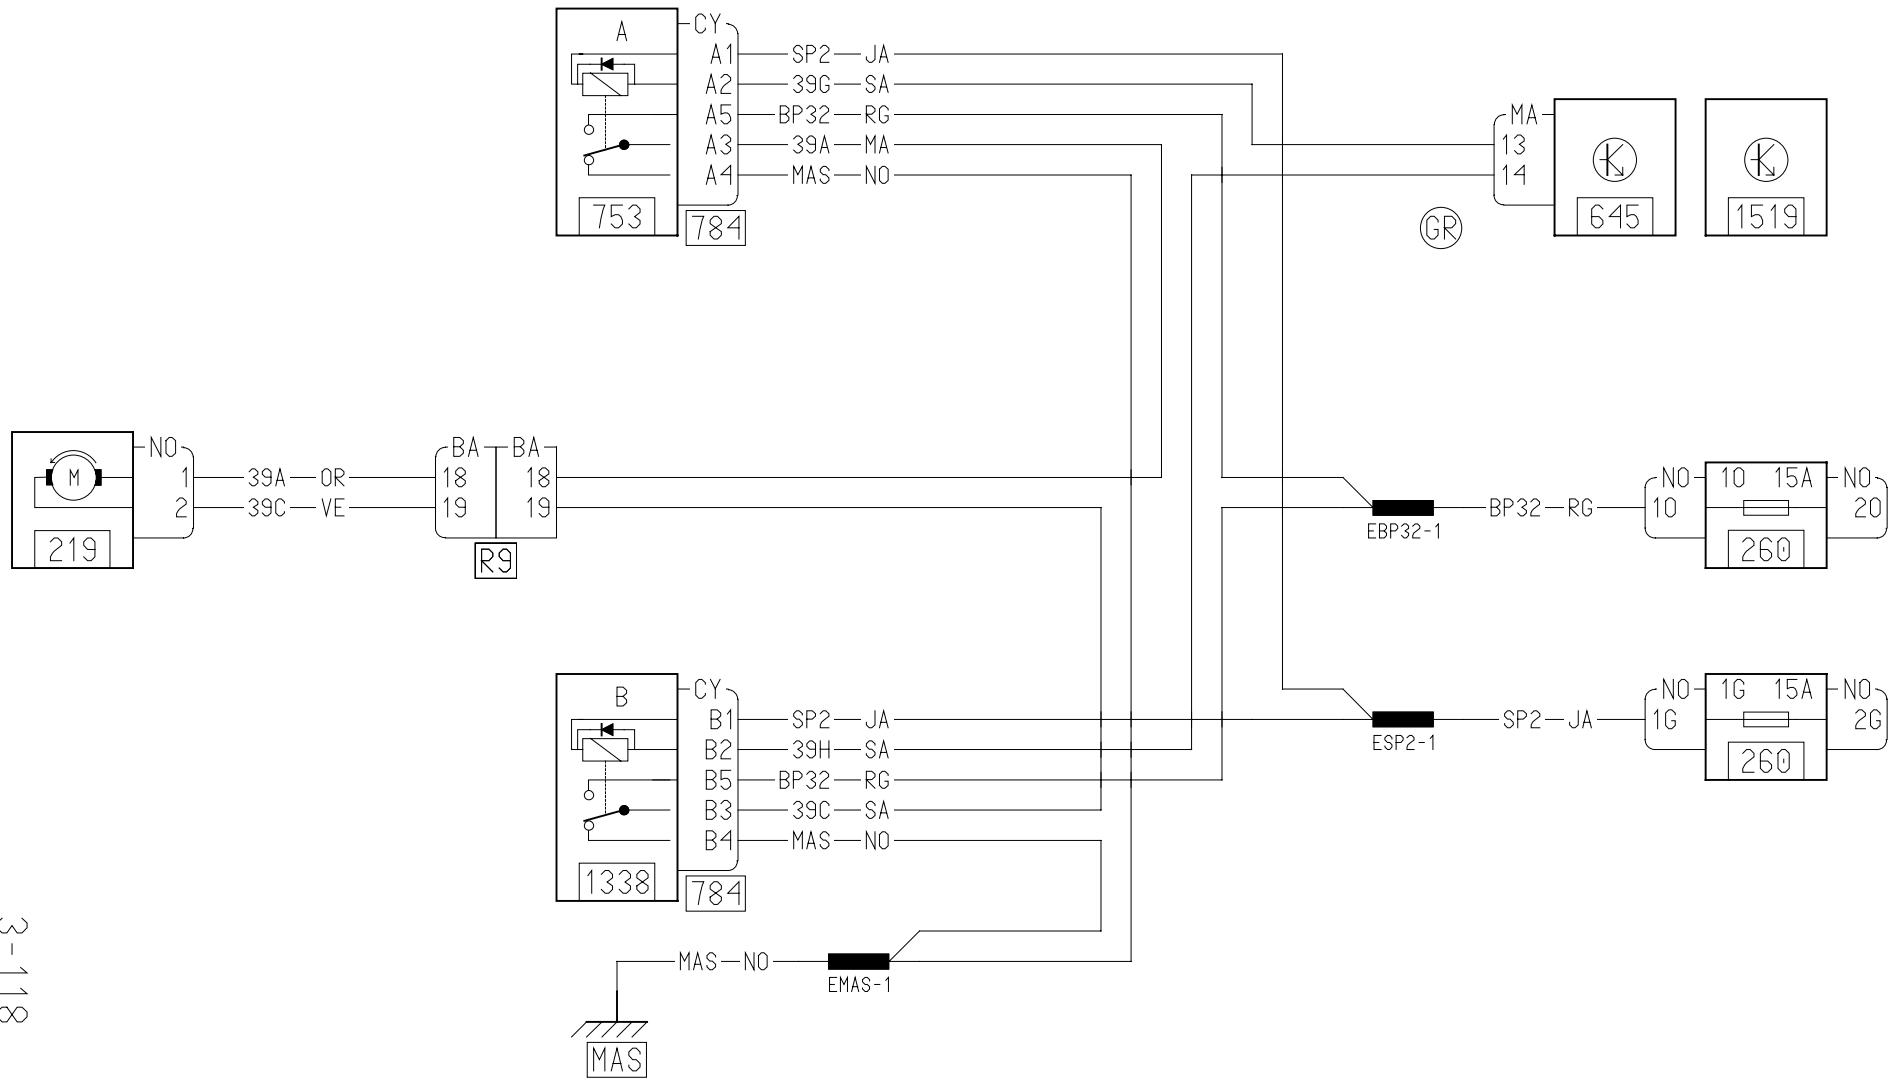 A CY
A1 SP2 JA
A2 39G SA
A5 BP32 RG
A3 39A MA
A4 MAS NO
753 784
MA
13
14
GR 645 1519
NO BA BA
1 39A OR 18 18
2 39C VE 19 19
M
219 R9
NO 10 15A NO
EBP32-1 BP32 RG 10 20
260
B CY
B1 SP2 JA
B2 39H SA
B5 BP32 RG
B3 39C SA
B4 MAS NO
1338 784
NO 1G 15A NO
ESP2-1 SP2 JA 1G 2G
260
MAS NO
EMAS-1
MAS
3-118